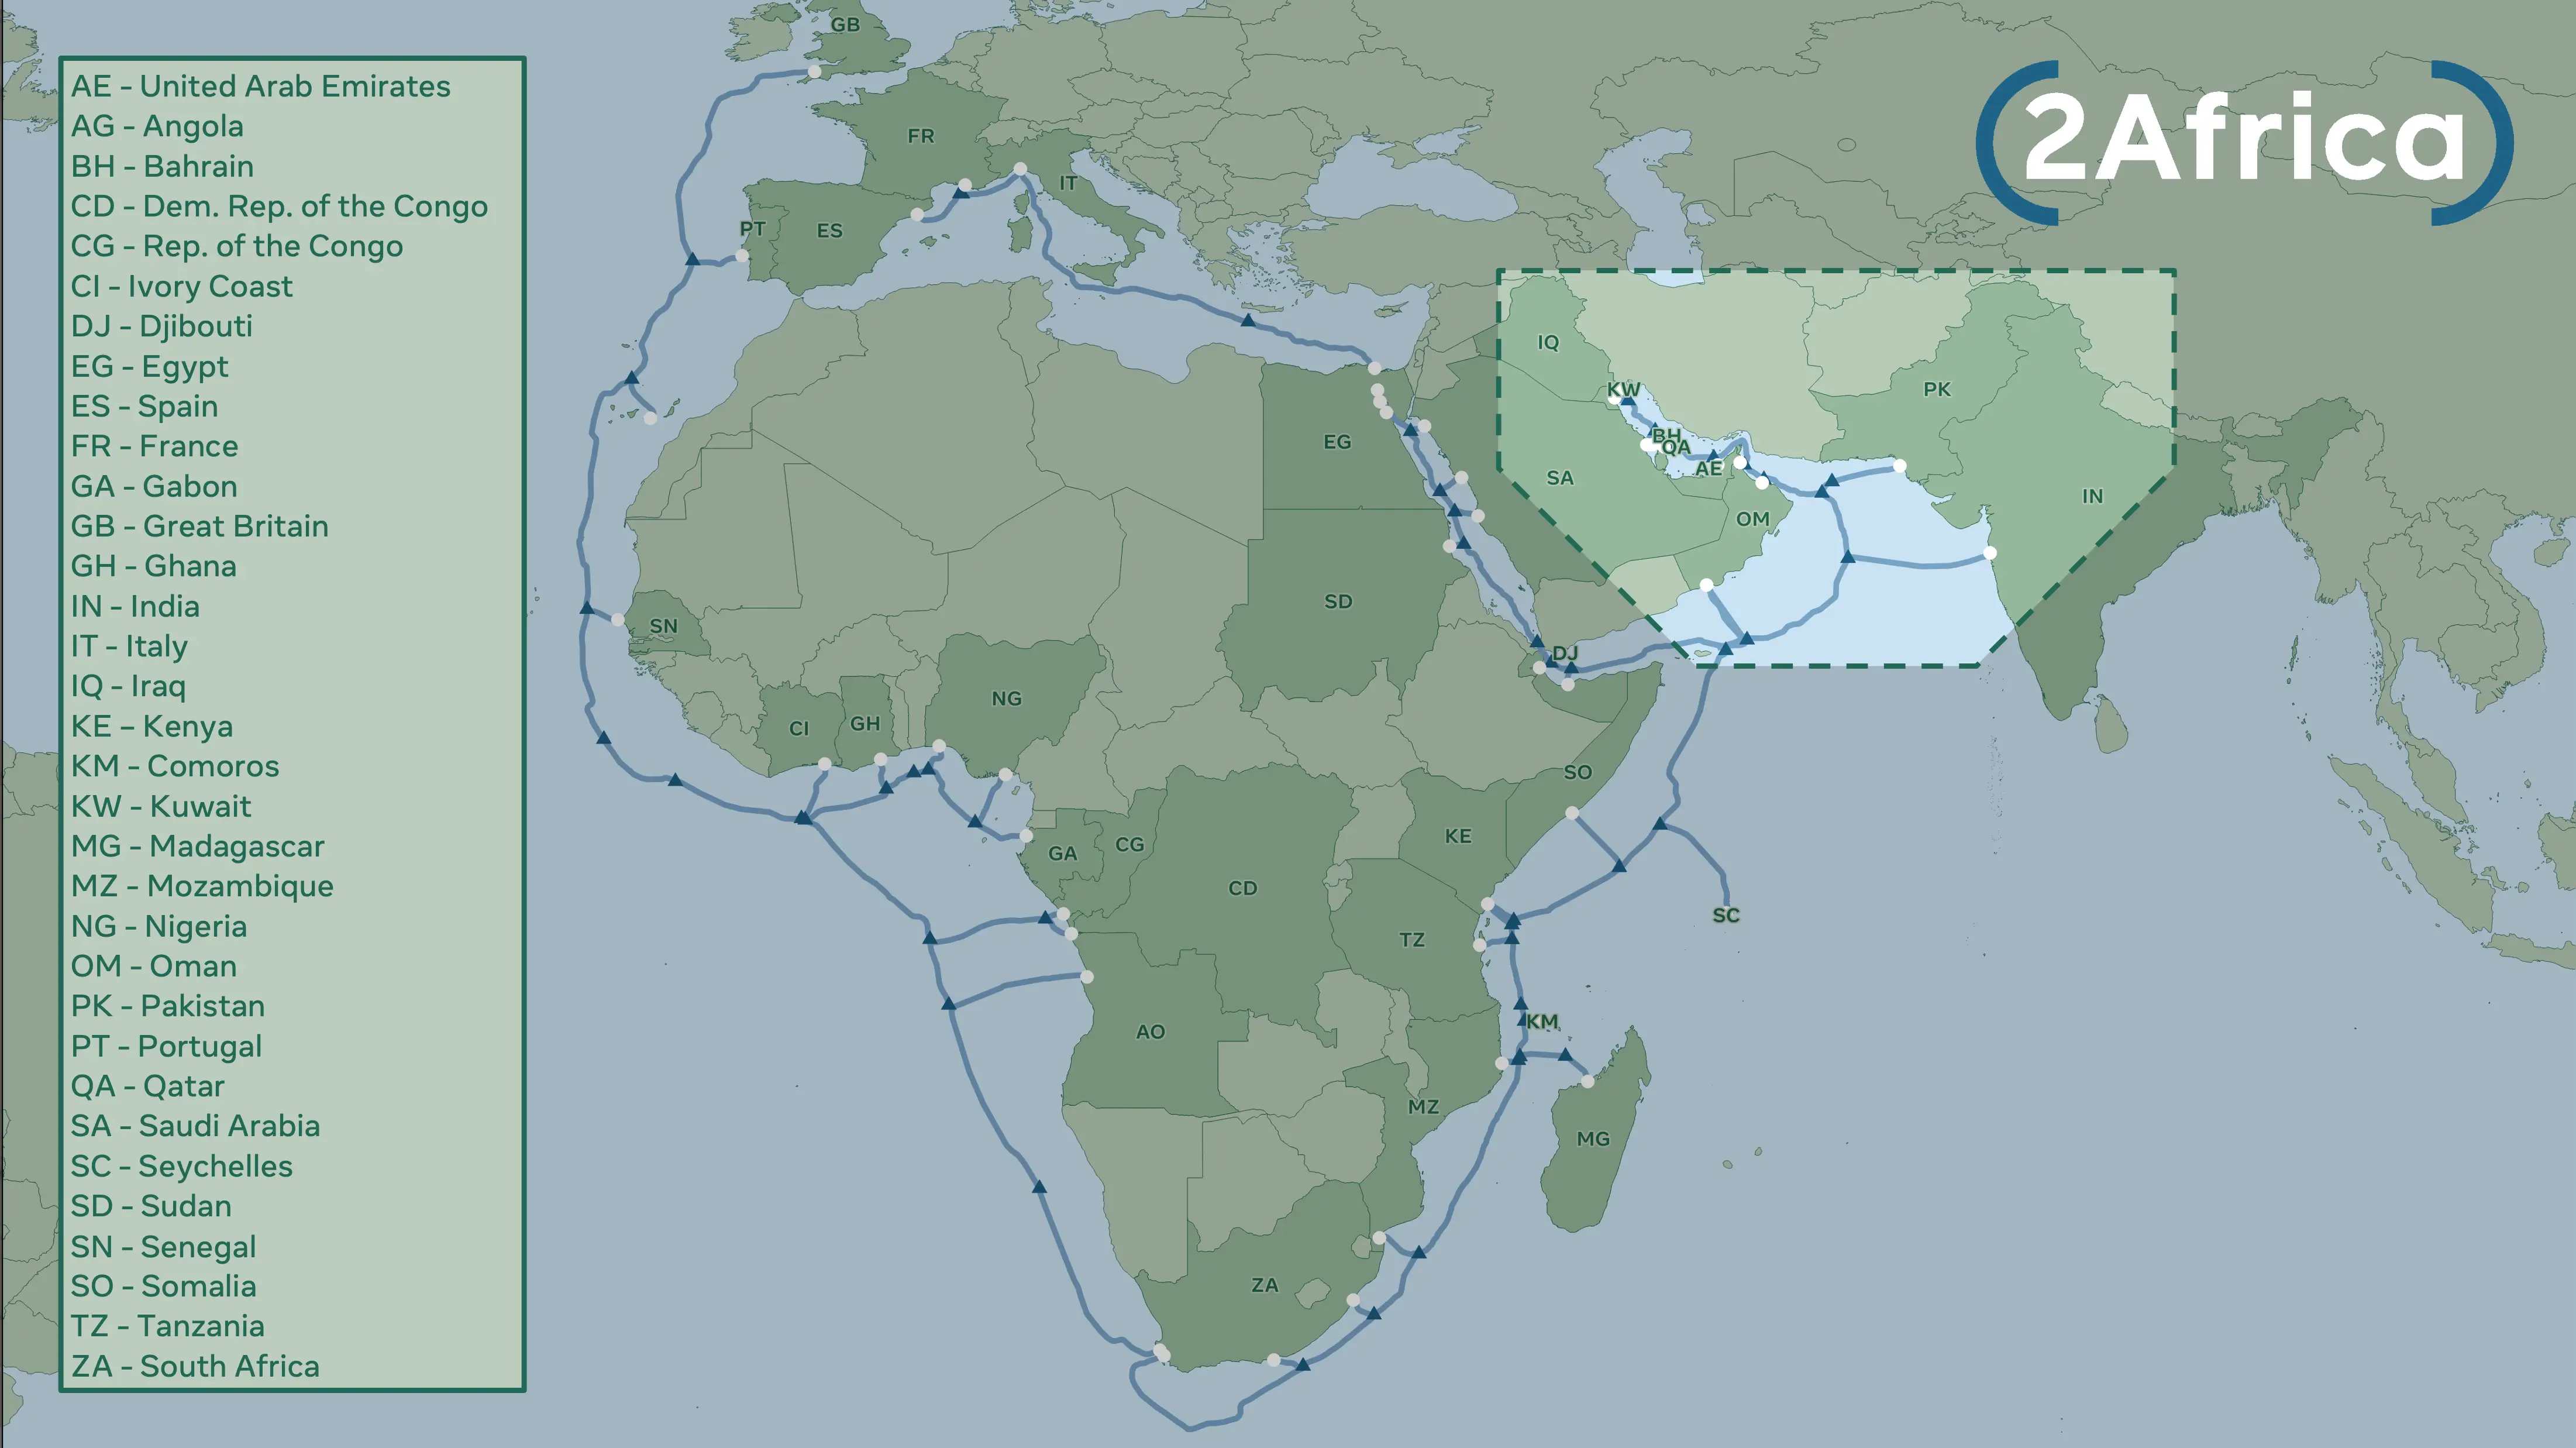 AE - United Arab Emirates
AG - Angola
BH - Bahrain
CD - Dem. Rep. of the Congo
CG - Rep. of the Congo
CI - Ivory Coast
DJ - Djibouti
EG - Egypt
ES - Spain
FR - France
GA - Gabon
GB - Great Britain
GH - Ghana
IN - India
IT - Italy
IQ - Iraq
KE - Kenya
KM - Comoros
KW - Kuwait
MG - Madagascar
MZ - Mozambique
NG - Nigeria
OM - Oman
PK - Pakistan
PT - Portugal
QA - Qatar
SA - Saudi Arabia
SC - Seychelles
SD - Sudan
SN - Senegal
SO - Somalia
TZ - Tanzania
ZA - South Africa
2Africa
GB
FR
IT
PT
ES
IQ
KW
PK
BH
QA
EG
AE
SA
IN
OM
SD
SN
DJ
NG
CI
GH
SO
KE
CG
GA
CD
SC
TZ
KM
AO
MZ
MG
ZA